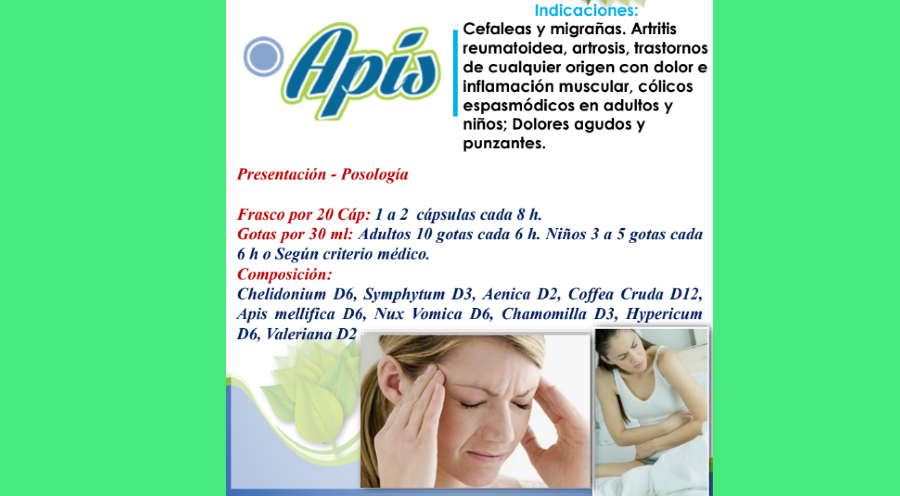 Indicaciones:
Apis
Cefaleas y migrañas. Artritis
reumatoidea, artrosis, trastornos
de cualquier origen con dolor e
inflamación muscular, cólicos
espasmódicos en adultos y
niños; Dolores agudos y
punzantes.
Presentación - Posología
Frasco por 20 Cáp: 1 a 2 cápsulas cada 8 h.
Gotas por 30 ml: Adultos 10 gotas cada 6 h. Niños 3 a 5 gotas cada
6 h o Según criterio médico.
Composición:
Chelidonium D6, Symphytum D3, Aenica D2, Coffea Cruda D12,
Apis mellifica D6, Nux Vomica D6, Chamomilla D3, Hypericum
D6, Valeriana D2